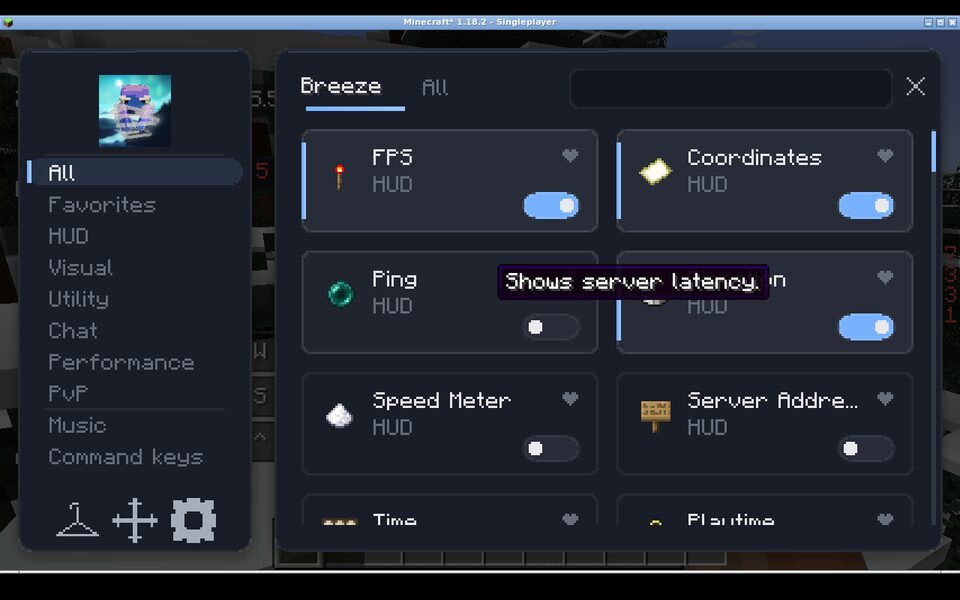 Minecraft* 1.18.2 - Singleplayer
Breeze
All
All
Favorites
HUD
Visual
Utility
Chat
Performance
PvP
Music
Command keys
FPS
HUD
Coordinates
HUD
Ping
HUD
Shows server latency.
HUD
Speed Meter
HUD
Server Addre...
HUD
Time
Playtime
5
W
S